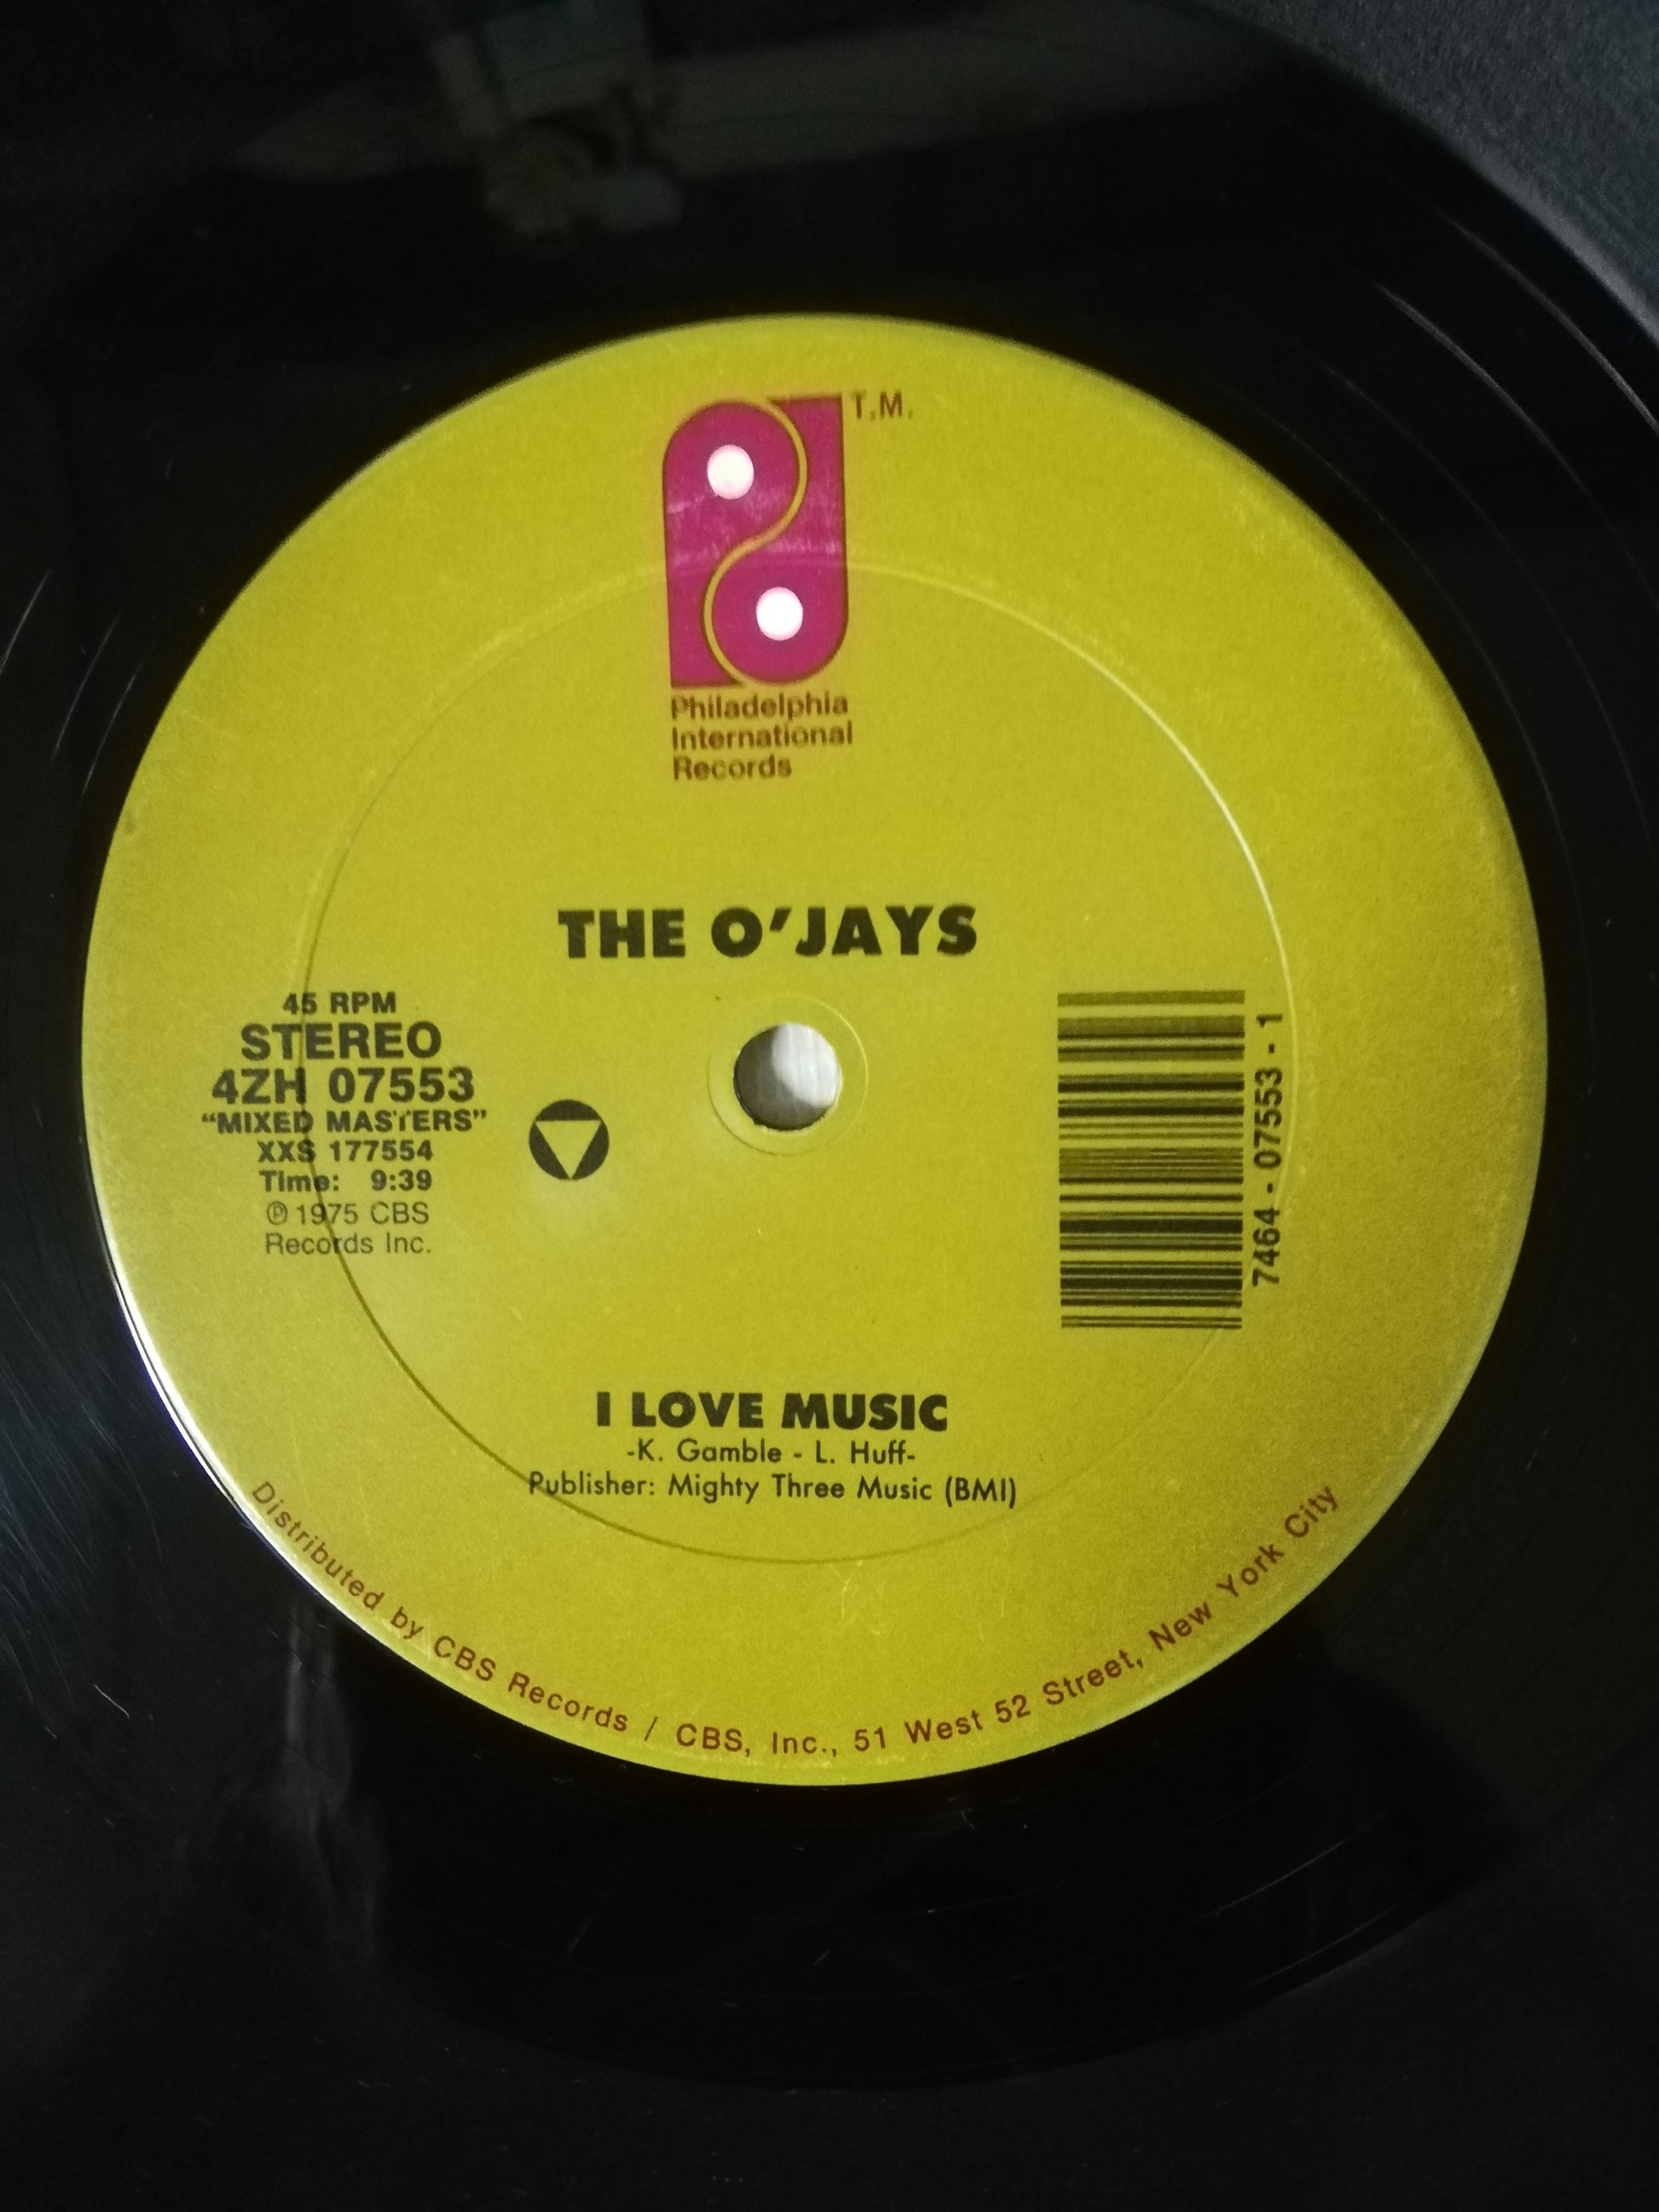 T.M.
Philadelphia
International
Records
THE O'JAYS
45 RPM
STEREO
4ZH 07553
“MIXED MASTERS”
XXS 177554
Time: 9:39
℗ 1975 CBS
Records Inc.
7464 - 07553 - 1
I LOVE MUSIC
-K. Gamble - L. Huff-
Publisher: Mighty Three Music (BMI)
Distributed by CBS Records / CBS, Inc., 51 West 52 Street, New York City